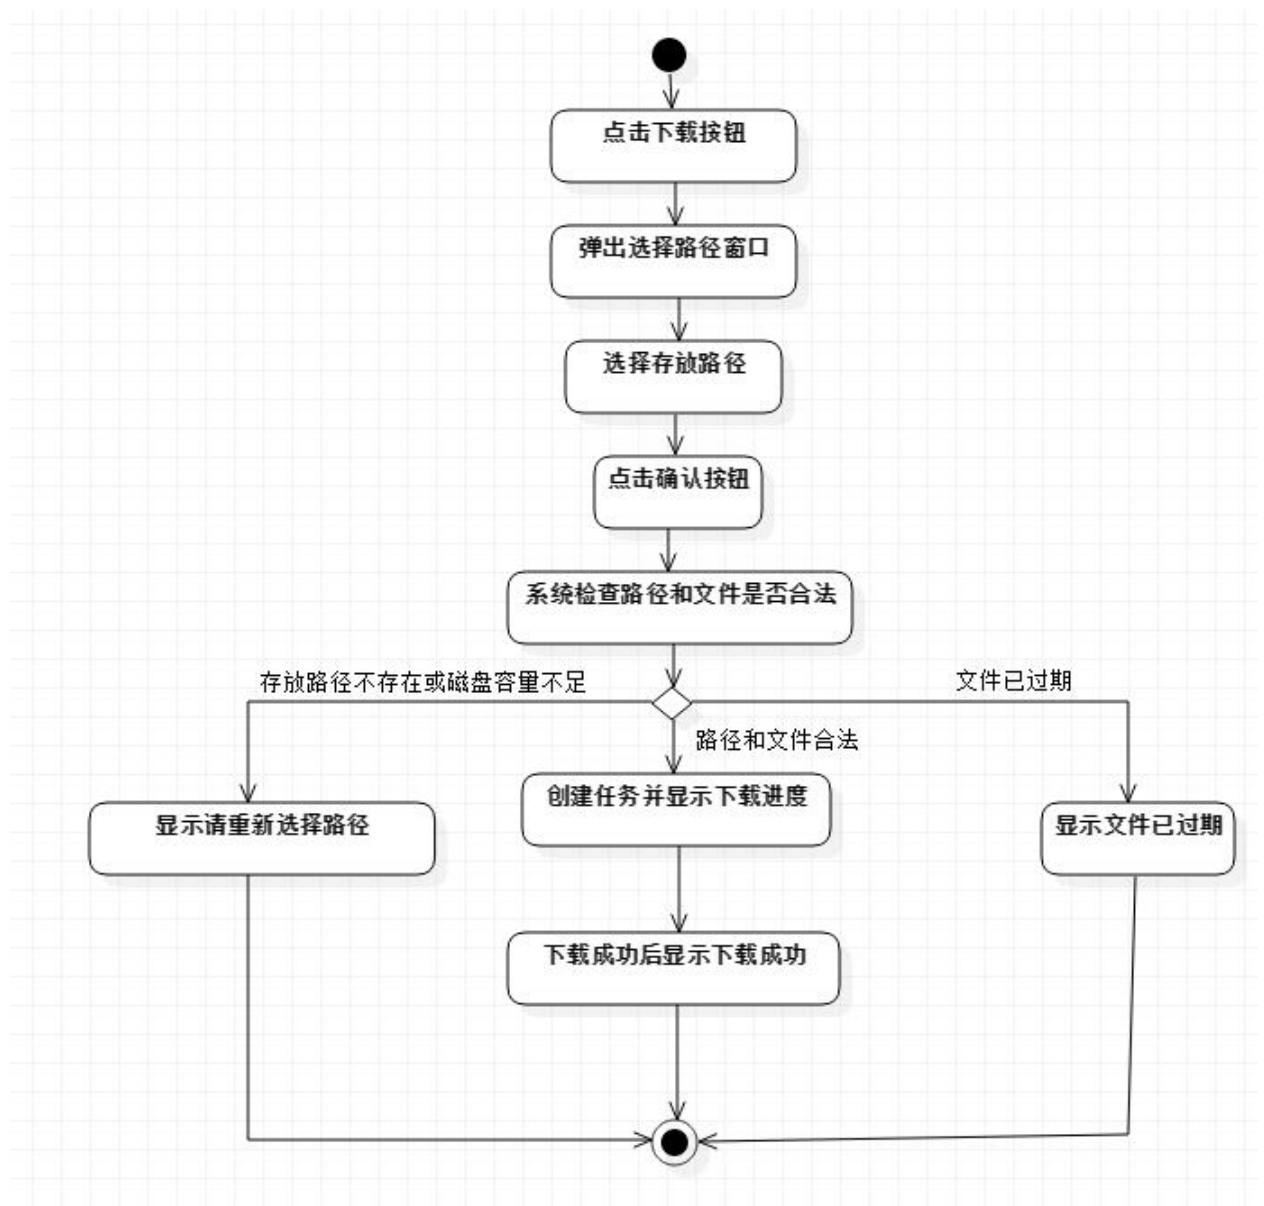 点击下载按钮
弹出选择路径窗口
选择存放路径
点击确认按钮
系统检查路径和文件是否合法
存放路径不存在或磁盘容量不足
文件已过期
路径和文件合法
创建任务并显示下载进度
显示请重新选择路径
显示文件已过期
下载成功后显示下载成功